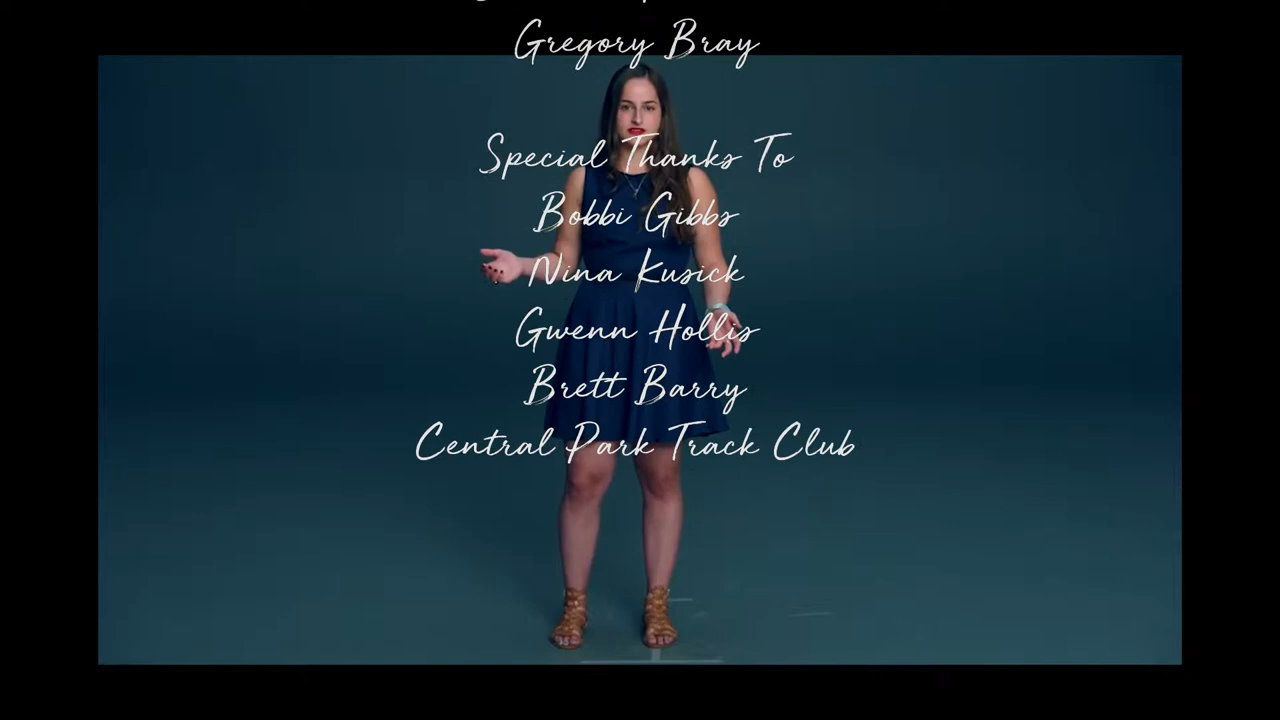 Gregory Bray
Special Thanks To
Bobbi Gibbs
Nina Kusick
Gwenn Hollis
Brett Barry
Central Park Track Club